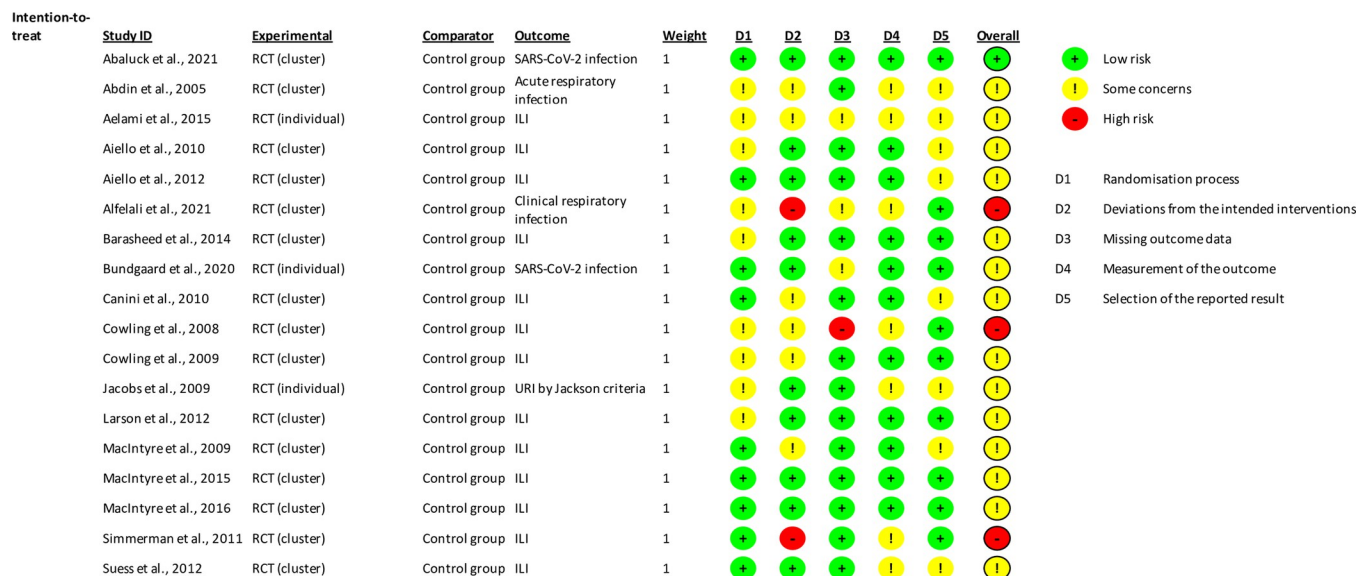 Intention-to-
treat Study ID Experimental Comparator Outcome Weight D1 D2 D3 D4 D5 Overall
Abaluck et al., 2021 RCT (cluster) Control group SARS-CoV-2 infection 1 + + + + + + + Low risk
Abdin et al., 2005 RCT (cluster) Control group Acute respiratory
infection 1 ! ! + ! ! ! ! Some concerns
Aelami et al., 2015 RCT (individual) Control group ILI 1 ! ! ! ! ! ! - High risk
Aiello et al., 2010 RCT (cluster) Control group ILI 1 ! + + + ! !
Aiello et al., 2012 RCT (cluster) Control group ILI 1 + + + + ! ! D1 Randomisation process
Alfelali et al., 2021 RCT (cluster) Control group Clinical respiratory
infection 1 ! - ! ! + - D2 Deviations from the intended interventions
Barasheed et al., 2014 RCT (cluster) Control group ILI 1 ! + + + + ! D3 Missing outcome data
Bundgaard et al., 2020 RCT (individual) Control group SARS-CoV-2 infection 1 + + ! + + ! D4 Measurement of the outcome
Canini et al., 2010 RCT (cluster) Control group ILI 1 + ! + + ! ! D5 Selection of the reported result
Cowling et al., 2008 RCT (cluster) Control group ILI 1 ! ! - ! + -
Cowling et al., 2009 RCT (cluster) Control group ILI 1 ! ! + + + !
Jacobs et al., 2009 RCT (individual) Control group URI by Jackson criteria 1 ! + + ! ! !
Larson et al., 2012 RCT (cluster) Control group ILI 1 ! + + + + !
MacIntyre et al., 2009 RCT (cluster) Control group ILI 1 + ! + + ! !
MacIntyre et al., 2015 RCT (cluster) Control group ILI 1 + + + + + !
MacIntyre et al., 2016 RCT (cluster) Control group ILI 1 + + + + + !
Simmerman et al., 2011 RCT (cluster) Control group ILI 1 + - + ! + -
Suess et al., 2012 RCT (cluster) Control group ILI 1 + + + ! ! !